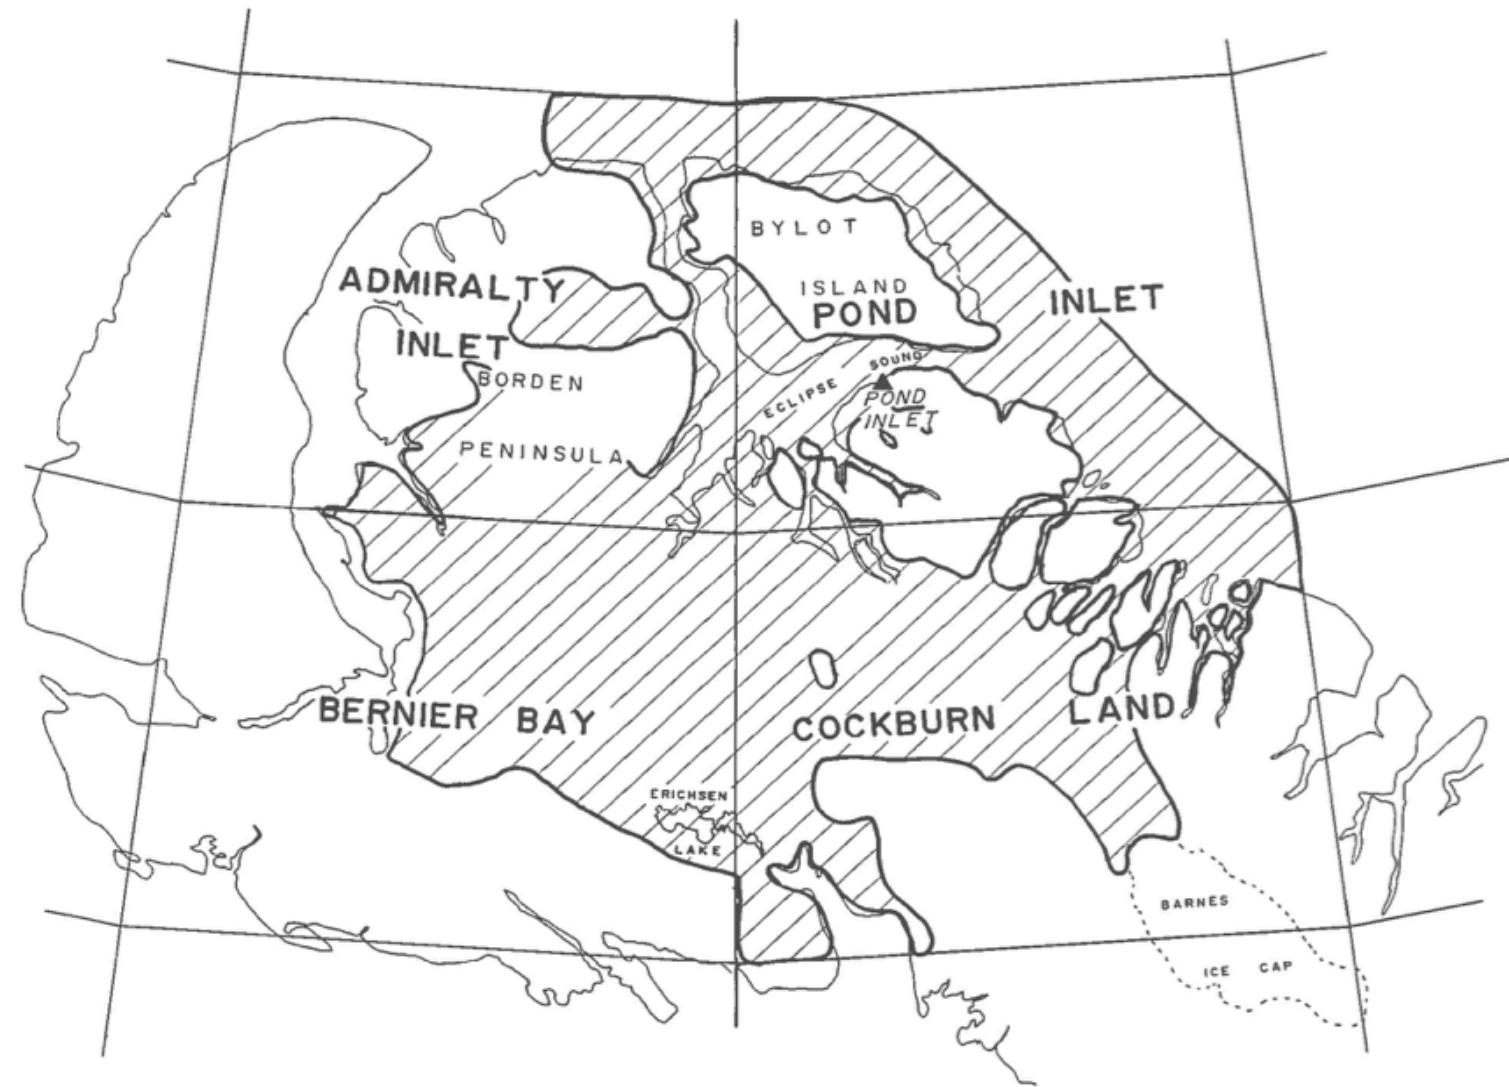 BYLOT
ISLAND
ADMIRALTY
INLET
POND INLET
BORDEN
PENINSULA
ECLIPSE SOUND
POND
INLET
BERNIER BAY
COCKBURN LAND
ERICHSEN
LAKE
BARNES
ICE CAP